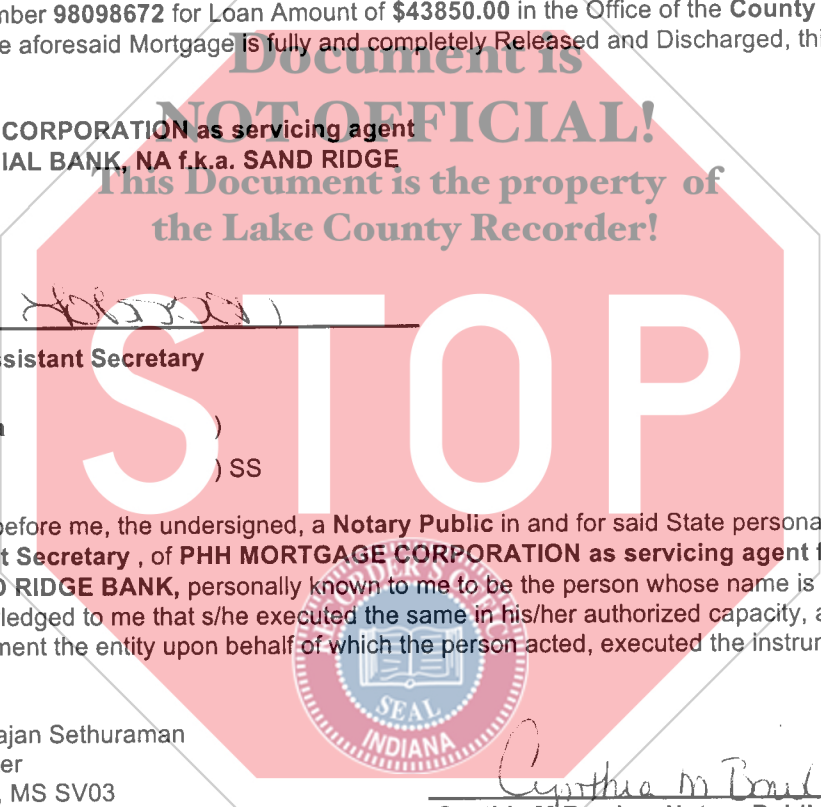 mber 98098672 for Loan Amount of $43850.00 in the Office of the County
e aforesaid Mortgage is fully and completely Released and Discharged, thi
Document is
NOT OFFICIAL!
CORPORATION as servicing agent
IAL BANK, NA f.k.a. SAND RIDGE
This Document is the property of
the Lake County Recorder!
STOP
ssistant Secretary
a )
) SS
before me, the undersigned, a Notary Public in and for said State persona
t Secretary , of PHH MORTGAGE CORPORATION as servicing agent f
D RIDGE BANK, personally known to me to be the person whose name is
ledged to me that s/he executed the same in his/her authorized capacity, a
ment the entity upon behalf of which the person acted, executed the instrur
SEAL
INDIANA
ajan Sethuraman
er
, MS SV03
Cynthia M